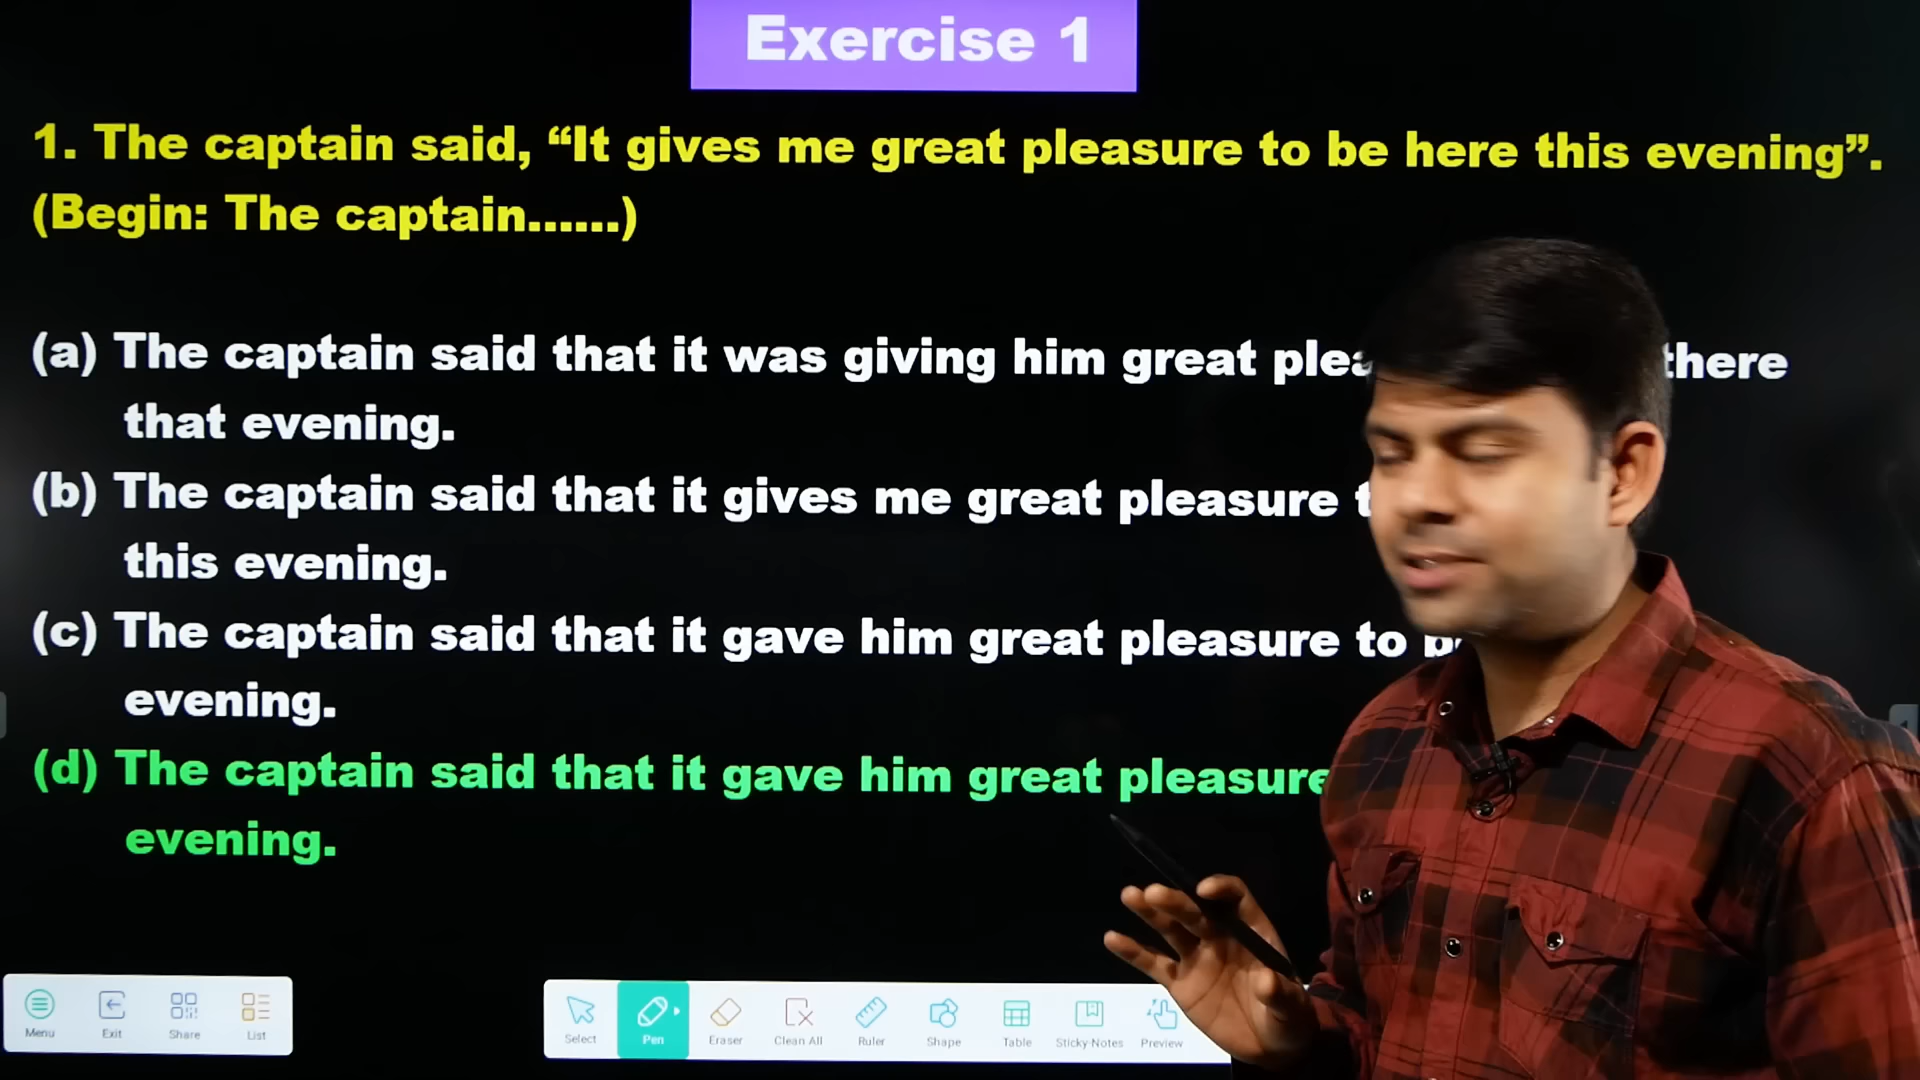 Exercise 1
1. The captain said, “It gives me great pleasure to be here this evening”.
(Begin: The captain......)
(a) The captain said that it was giving him great there
that evening.
(b) The captain said that it gives me great pleasure
this evening.
(c) The captain said that it gave him great pleasure to
evening.
(d) The captain said that it gave him great pleasure
evening.
Menu Exit Share List Select Pen Eraser Clean All Ruler Shape Table Sticky-Notes Preview